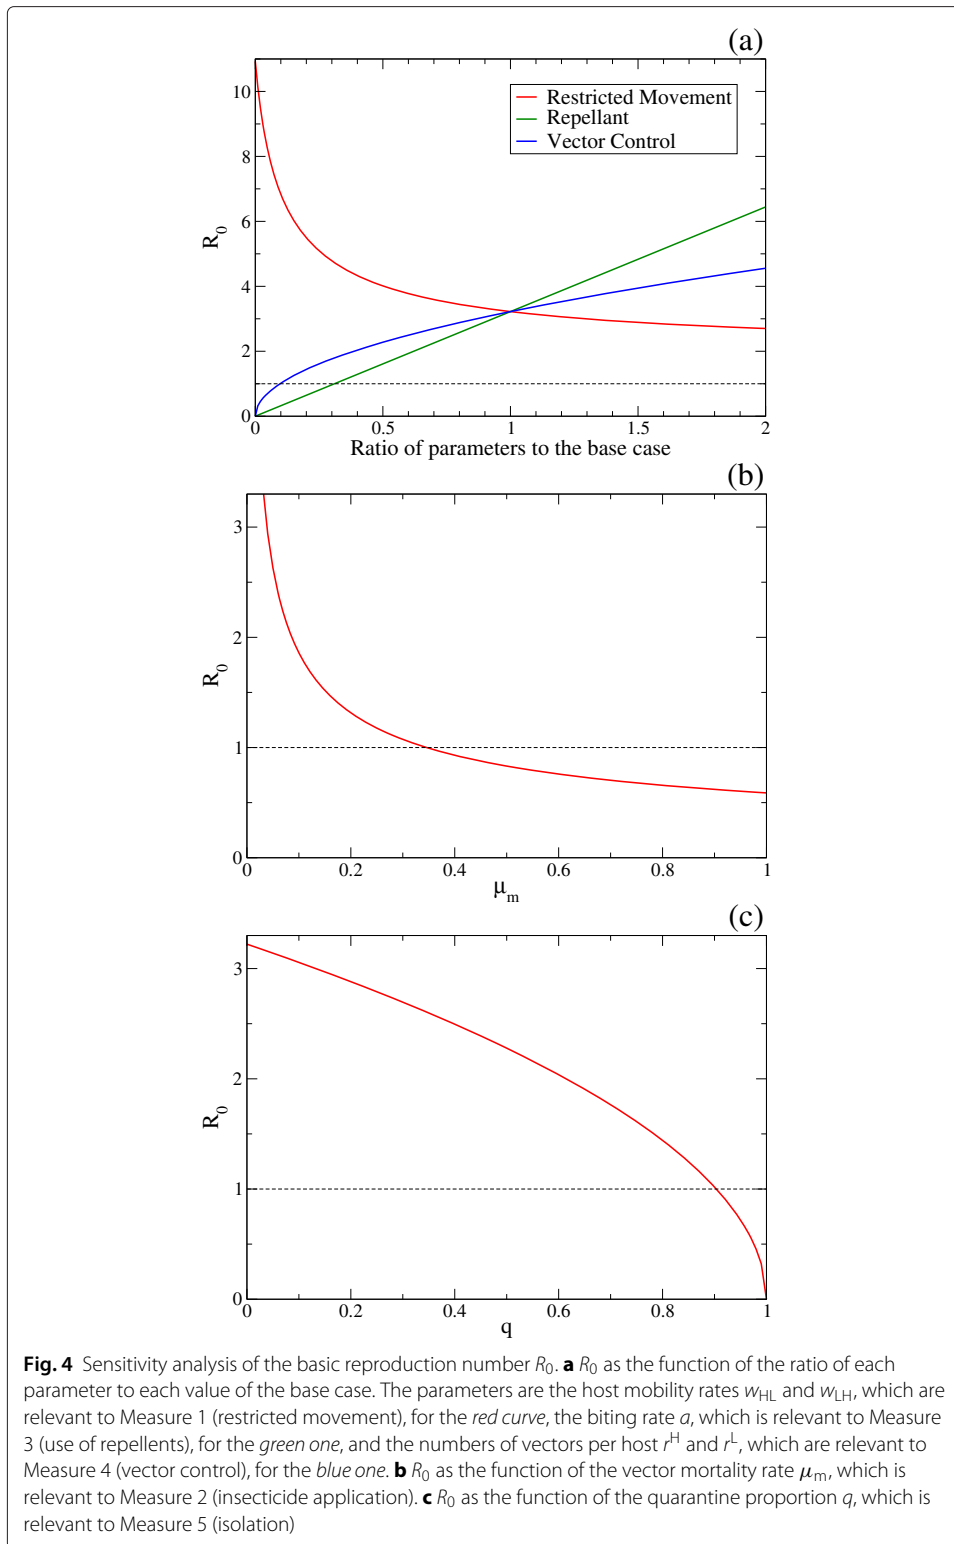 (a)
10
8
6
4
2
0
R0
Restricted Movement
Repellant
Vector Control
0 0.5 1 1.5 2
Ratio of parameters to the base case
(b)
3
2
1
0
R0
0 0.2 0.4 0.6 0.8 1
μm
(c)
3
2
1
0
R0
0 0.2 0.4 0.6 0.8 1
q
Fig. 4 Sensitivity analysis of the basic reproduction number R0. a R0 as the function of the ratio of each
parameter to each value of the base case. The parameters are the host mobility rates wHL and wLH, which are
relevant to Measure 1 (restricted movement), for the red curve, the biting rate a, which is relevant to Measure
3 (use of repellents), for the green one, and the numbers of vectors per host rH and rL, which are relevant to
Measure 4 (vector control), for the blue one. b R0 as the function of the vector mortality rate μm, which is
relevant to Measure 2 (insecticide application). c R0 as the function of the quarantine proportion q, which is
relevant to Measure 5 (isolation)